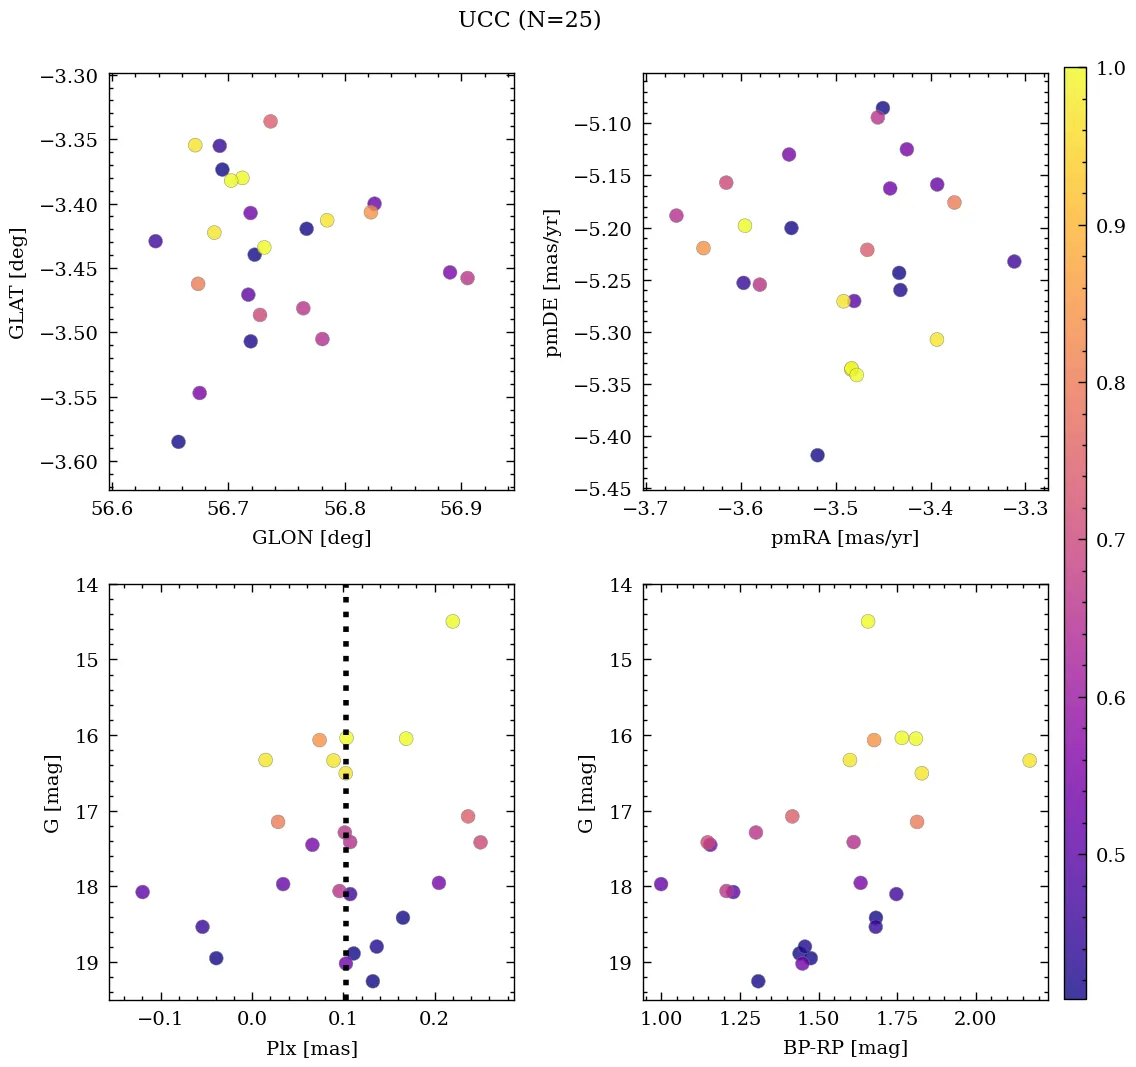 UCC (N=25)
−3.30
−3.35
−3.40
−3.45
−3.50
−3.55
−3.60
GLAT [deg]
56.6 56.7 56.8 56.9
GLON [deg]
−5.10
−5.15
−5.20
−5.25
−5.30
−5.35
−5.40
−5.45
pmDE [mas/yr]
−3.7 −3.6 −3.5 −3.4 −3.3
pmRA [mas/yr]
14
15
16
17
18
19
G [mag]
−0.1 0.0 0.1 0.2
Plx [mas]
14
15
16
17
18
19
G [mag]
1.00 1.25 1.50 1.75 2.00
BP-RP [mag]
1.0
0.9
0.8
0.7
0.6
0.5